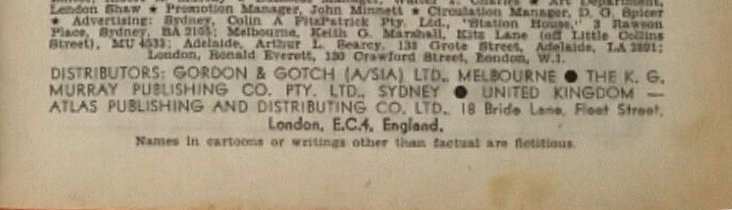 London Shaw ★ Promotion Manager, John Minnett ★ Circulation Manager, D. G. Spicer
★ Advertising: Sydney, Colin A FitzPatrick Pty. Ltd., "Station House," 3 Rawson
Place, Sydney, BA 2105; Melbourne, Keith G. Marshall, Kitz Lane (off Little Collins
Street), MU 4533; Adelaide, Arthur L. Searcy, 138 Grote Street, Adelaide, LA 2891;
London, Ronald Everett, 120 Crawford Street, London, W.1.
DISTRIBUTORS: GORDON & GOTCH (A/SIA) LTD., MELBOURNE ● THE K. G.
MURRAY PUBLISHING CO. PTY. LTD., SYDNEY ● UNITED KINGDOM —
ATLAS PUBLISHING AND DISTRIBUTING CO. LTD., 18 Bride Lane, Fleet Street,
London, E.C.4, England.
Names in cartoons or writings other than factual are fictitious.